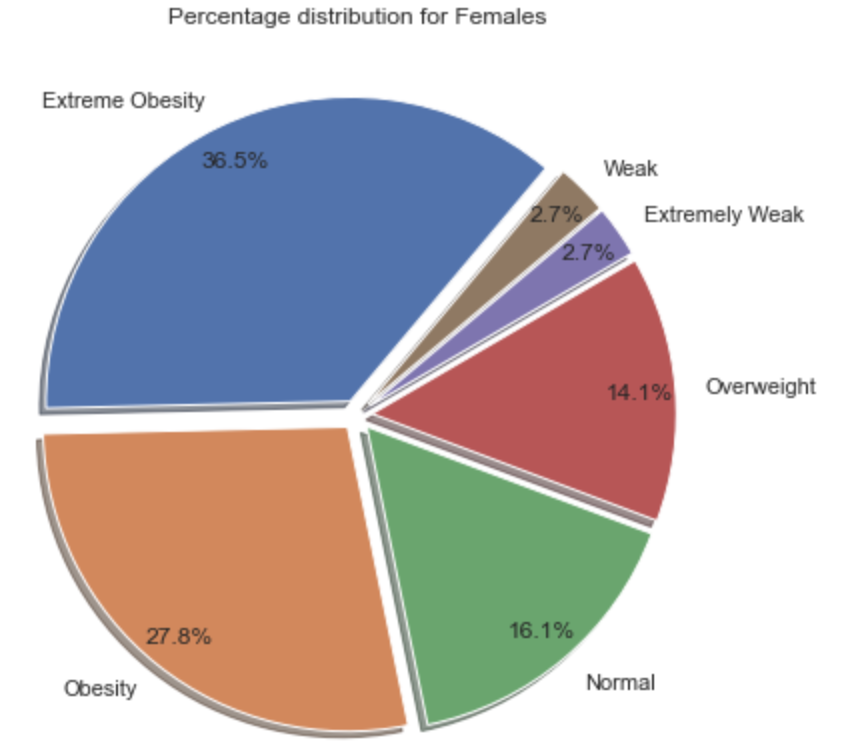 Percentage distribution for Females
Extreme Obesity
36.5%
Weak
2.7%
Extremely Weak
2.7%
Overweight
14.1%
16.1%
Normal
27.8%
Obesity